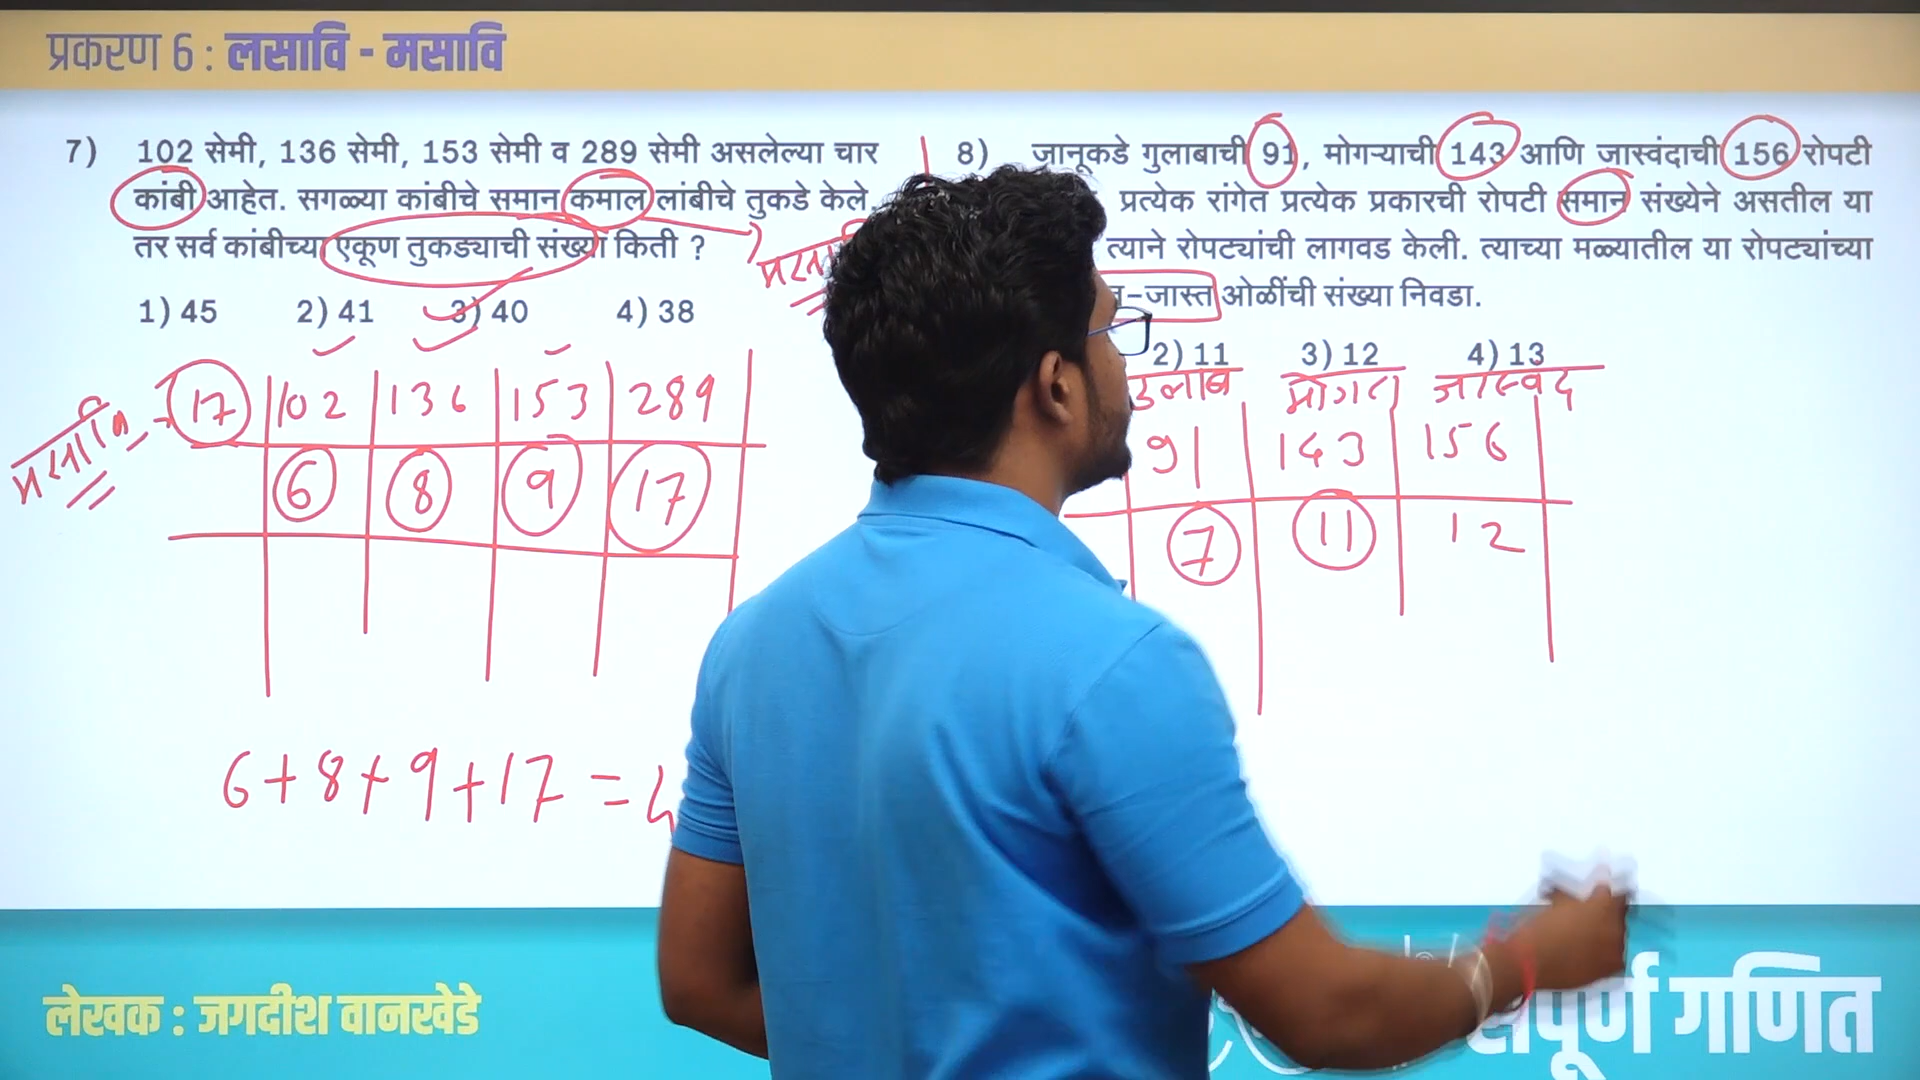 प्रकरण 6 : लसावि - मसावि
7) 102 सेमी, 136 सेमी, 153 सेमी व 289 सेमी असलेल्या चार
कांबी आहेत. सगळ्या कांबीचे समान कमाल लांबीचे तुकडे केले.
तर सर्व कांबीच्या एकूण तुकड्याची संख्या किती ?
1) 45 2) 41 3) 40 4) 38
मसावि 17 102 136 153 289
6 8 9 17
6+8+9+17 =
8) जानूकडे गुलाबाची 91, मोगऱ्याची 143 आणि जास्वंदाची 156 रोपटी
प्रत्येक रांगेत प्रत्येक प्रकारची रोपटी समान संख्येने असतील या
त्याने रोपट्यांची लागवड केली. त्याच्या मळ्यातील या रोपट्यांच्या
-जास्त ओळींची संख्या निवडा.
2) 11 3) 12 4) 13
गुलाब मोगरा जास्वंद
91 143 156
7 11 12
लेखक : जगदीश वानखेडे
संपूर्ण गणित